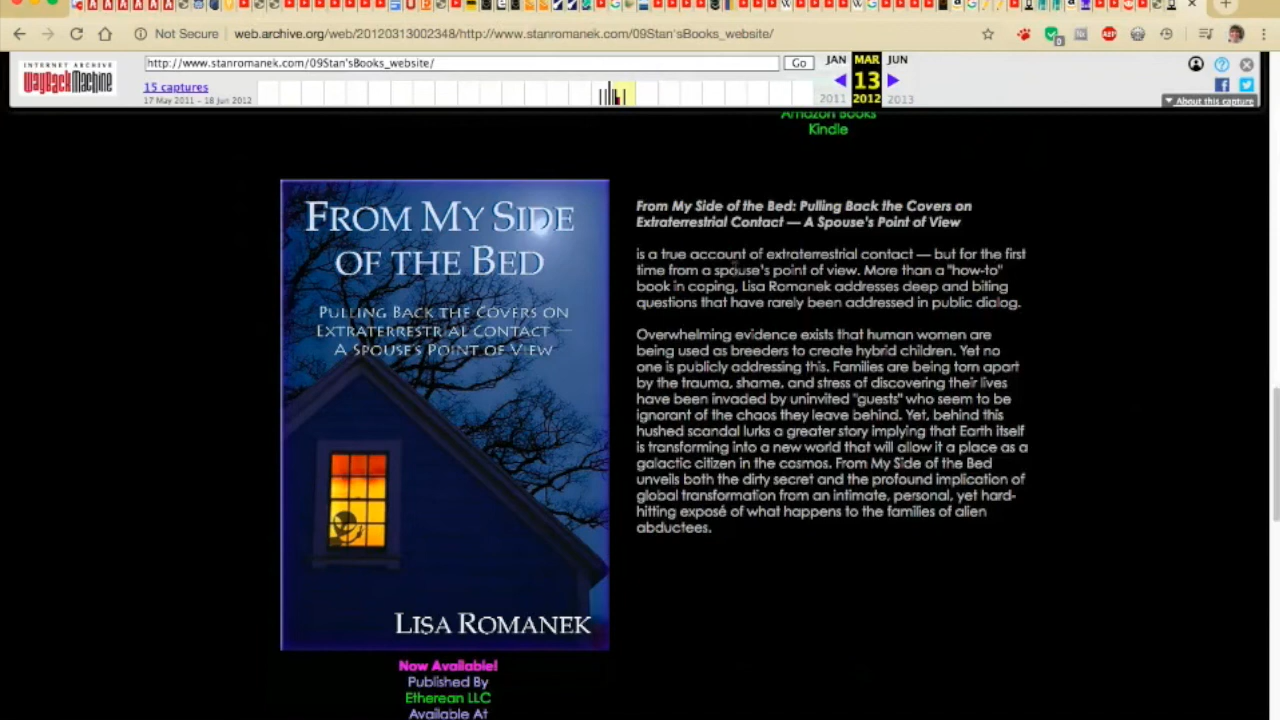 Not Secure
web.archive.org/web/20120313002348/http://www.stanromanek.com/09Stan'sBooks_website/
INTERNET ARCHIVE
WayBackMachine
http://www.stanromanek.com/09Stan'sBooks_website/
Go
15 captures
17 May 2011 – 18 Jun 2012
JAN
MAR
JUN
13
2011
2012
2013
About this capture
Amazon Books
Kindle
FROM MY SIDE
OF THE BED
PULLING BACK THE COVERS ON
EXTRATERRESTRIAL CONTACT —
A SPOUSE'S POINT OF VIEW
LISA ROMANEK
Now Available!
Published By
Etherean LLC
Available At
From My Side of the Bed: Pulling Back the Covers on
Extraterrestrial Contact — A Spouse's Point of View
is a true account of extraterrestrial contact — but for the first
time from a spouse's point of view. More than a "how-to"
book in coping, Lisa Romanek addresses deep and biting
questions that have rarely been addressed in public dialog.
Overwhelming evidence exists that human women are
being used as breeders to create hybrid children. Yet no
one is publicly addressing this. Families are being torn apart
by the trauma, shame, and stress of discovering their lives
have been invaded by uninvited "guests" who seem to be
ignorant of the chaos they leave behind. Yet, behind this
hushed scandal lurks a greater story implying that Earth itself
is transforming into a new world that will allow it a place as a
galactic citizen in the cosmos. From My Side of the Bed
unveils both the dirty secret and the profound implication of
global transformation from an intimate, personal, yet hard-
hitting exposé of what happens to the families of alien
abductees.